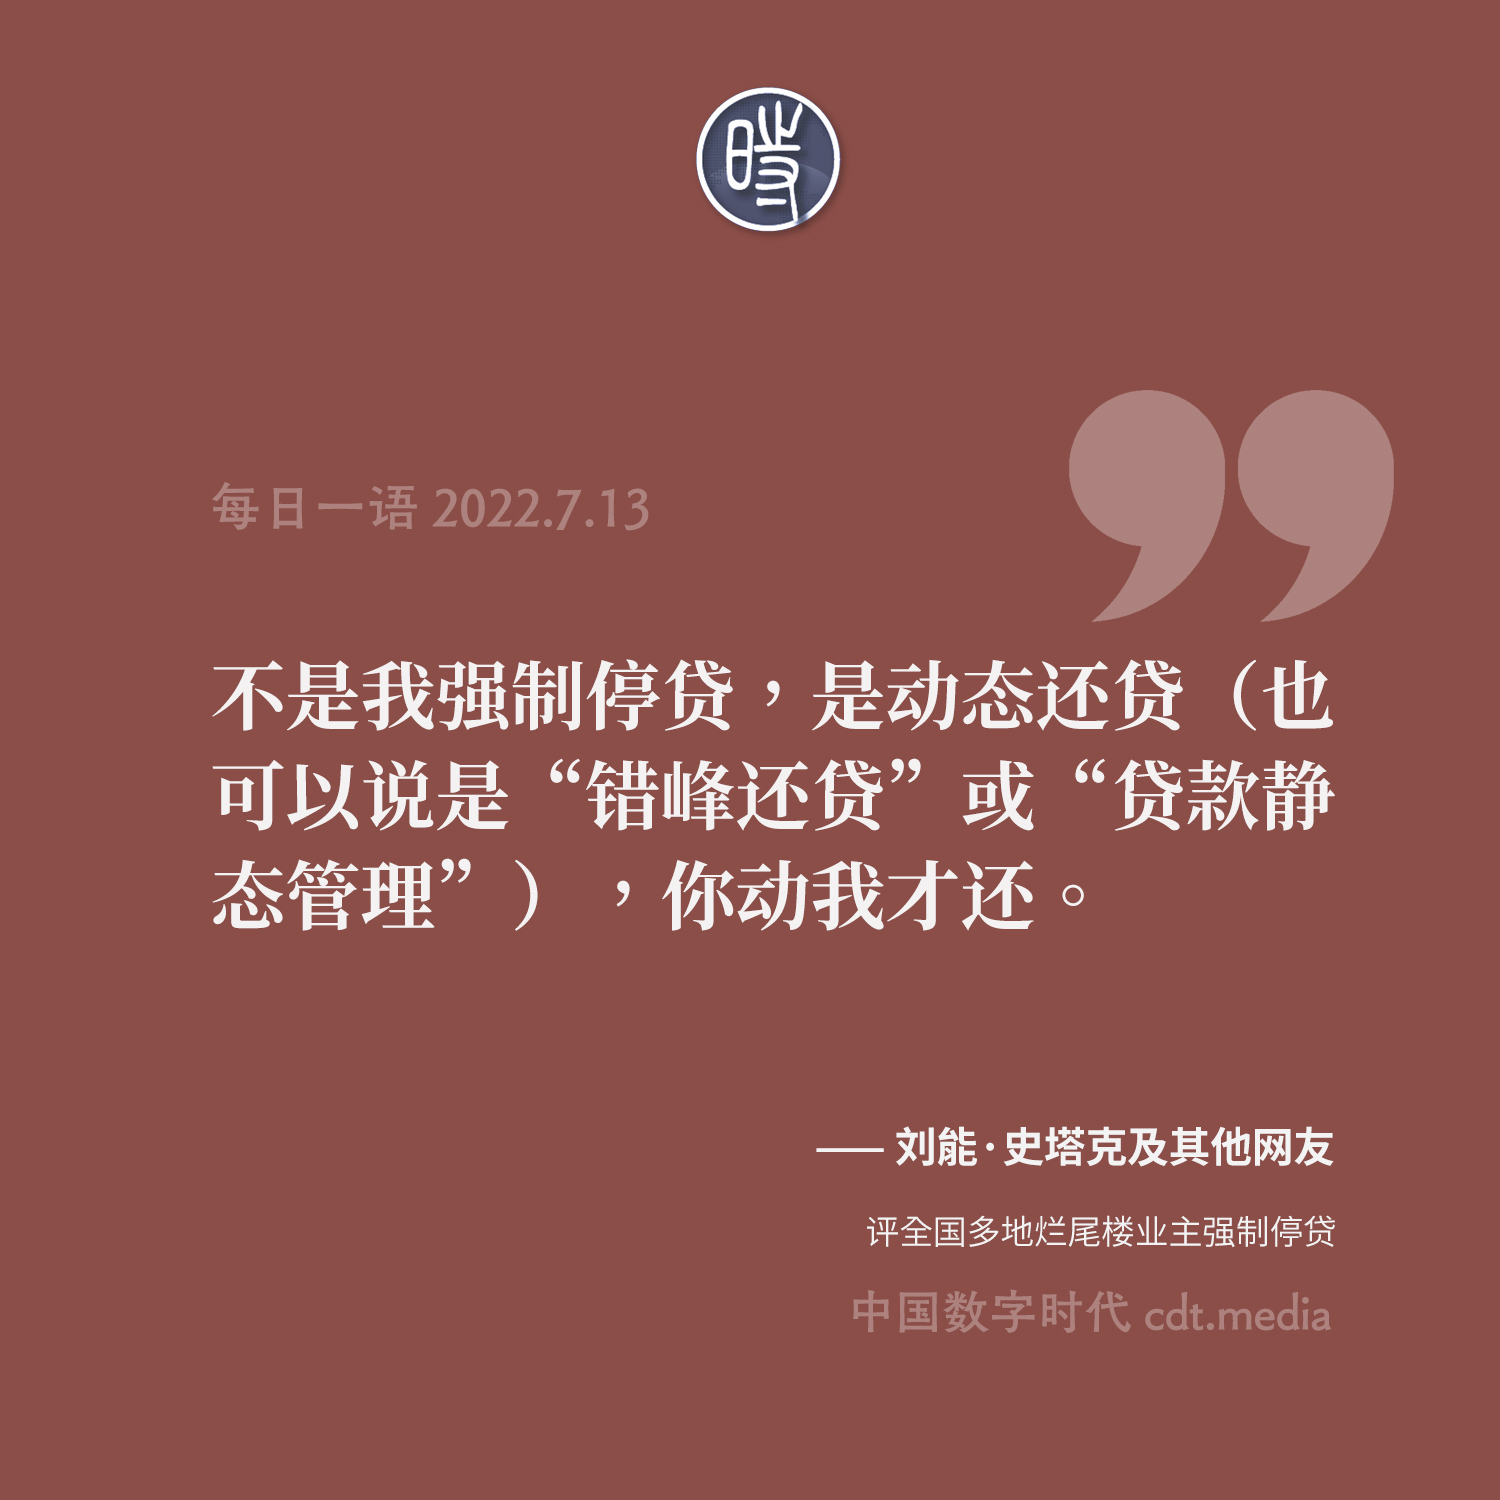 時
每日一语 2022.7.13
不是我强制停贷，是动态还贷（也
可以说是“错峰还贷”或“贷款静
态管理”），你动我才还。
—— 刘能·史塔克及其他网友
评全国多地烂尾楼业主强制停贷
中国数字时代 cdt.media